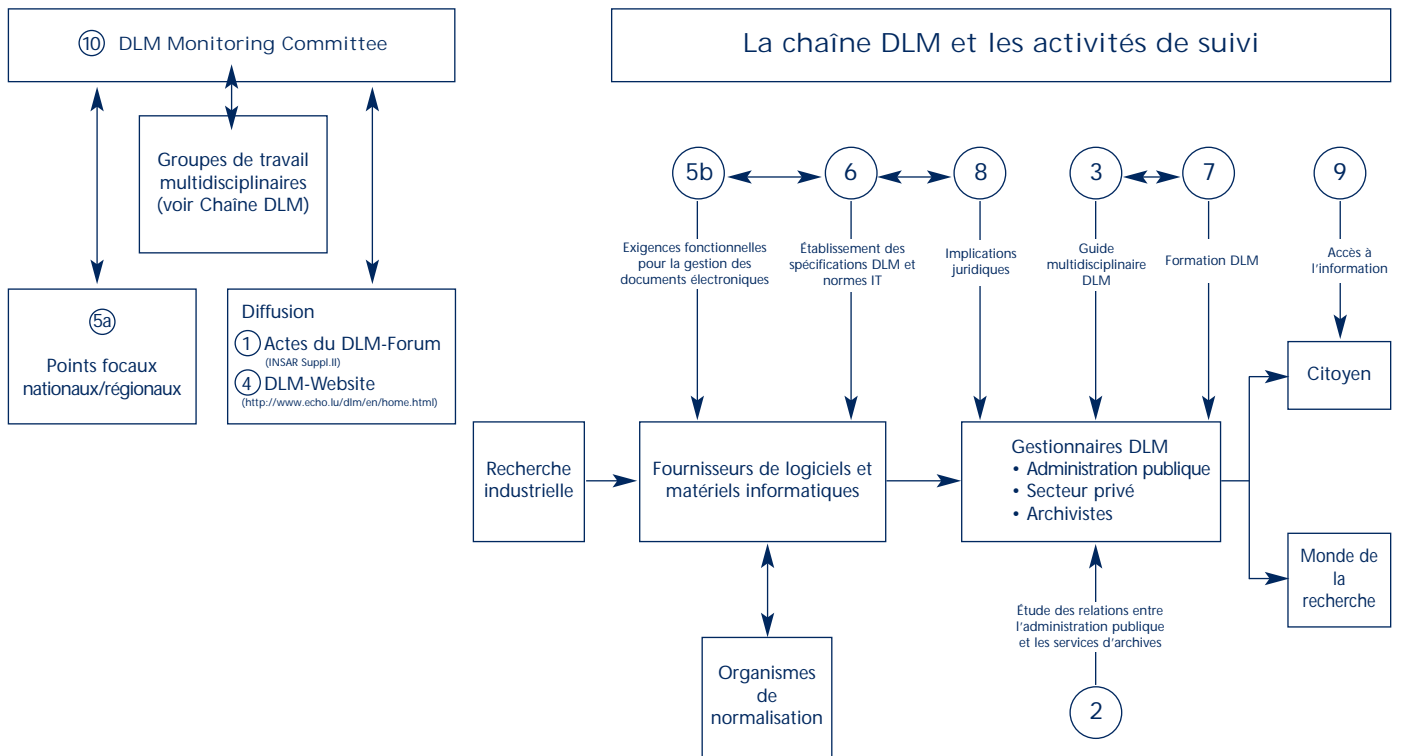 10 DLM Monitoring Committee
La chaîne DLM et les activités de suivi
Groupes de travail
multidisciplinaires
(voir Chaîne DLM)
5a
Points focaux
nationaux/régionaux
Diffusion
1 Actes du DLM-Forum
(INSAR Suppl.II)
4 DLM-Website
(http://www.echo.lu/dlm/en/home.html)
5b
6
8
3
7
9
Exigences fonctionnelles
pour la gestion des
documents électroniques
Établissement des
spécifications DLM et
normes IT
Implications
juridiques
Guide
multidisciplinaire
DLM
Formation DLM
Accès à
l'information
Recherche
industrielle
Fournisseurs de logiciels et
matériels informatiques
Gestionnaires DLM
• Administration publique
• Secteur privé
• Archivistes
Citoyen
Monde de
la
recherche
Organismes
de
normalisation
Étude des relations entre
l'administration publique
et les services d'archives
2